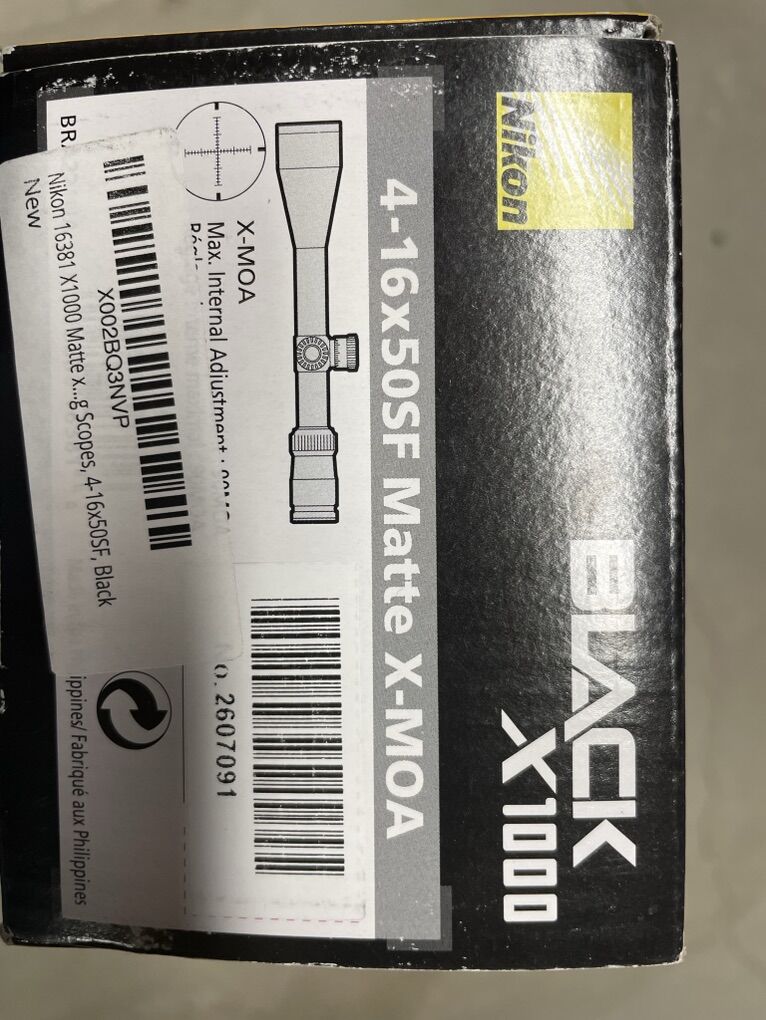 Nikon
BLACK
X1000
4-16x50SF Matte X-MOA
X-MOA
Max. Internal Adjustment
X002BQ3NVP
Nikon 16381 X1000 Matte X...g Scopes, 4-16x50SF, Black
New
2607091
ippines/ Fabriqué aux Philippines